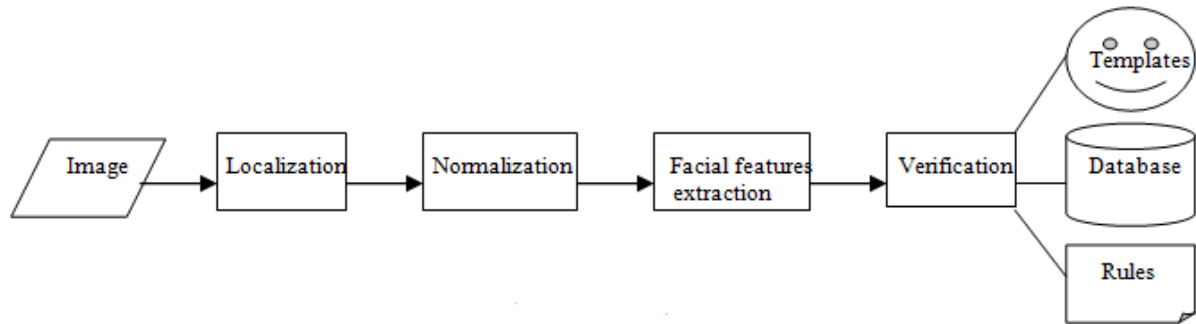 Image
Localization
Normalization
Facial features
extraction
Verification
Templates
Database
Rules